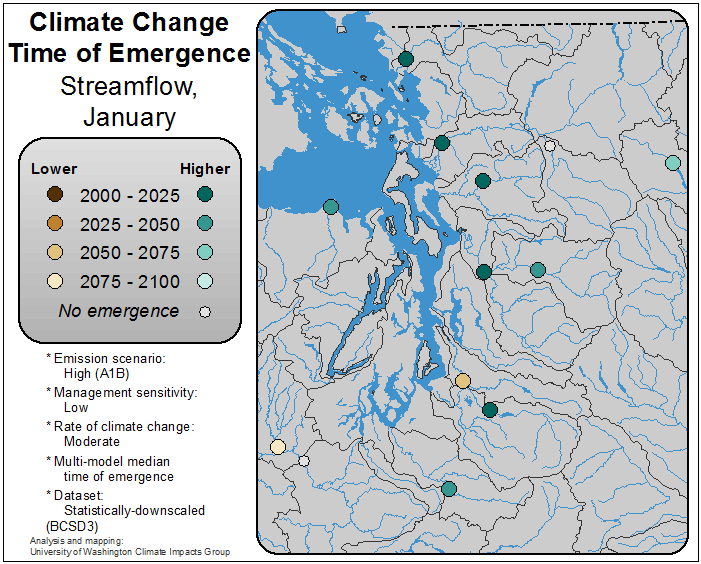 Climate Change
Time of Emergence
Streamflow,
January
Lower Higher
2000 - 2025
2025 - 2050
2050 - 2075
2075 - 2100
No emergence
* Emission scenario:
High (A1B)
* Management sensitivity:
Low
* Rate of climate change:
Moderate
* Multi-model median
time of emergence
* Dataset:
Statistically-downscaled
(BCSD3)
Analysis and mapping:
University of Washington Climate Impacts Group